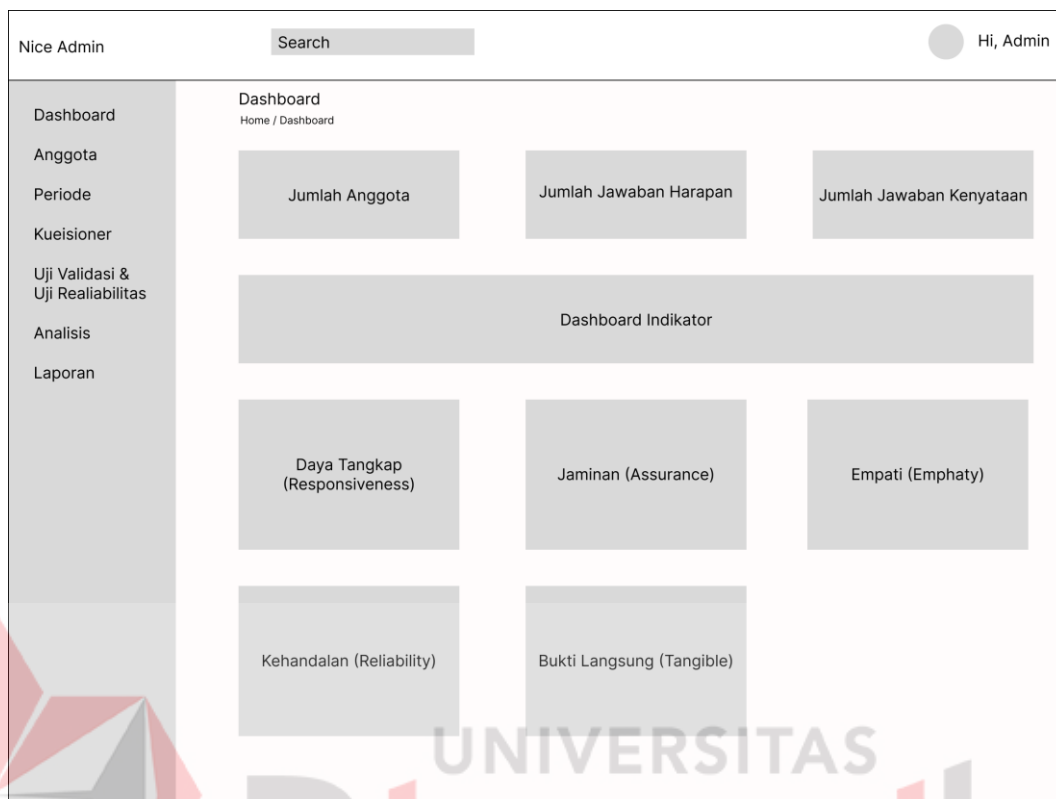 Nice Admin
Search
Hi, Admin
Dashboard
Anggota
Periode
Kueisioner
Uji Validasi &
Uji Realiabilitas
Analisis
Laporan
Dashboard
Home / Dashboard
Jumlah Anggota
Jumlah Jawaban Harapan
Jumlah Jawaban Kenyataan
Dashboard Indikator
Daya Tangkap
(Responsiveness)
Jaminan (Assurance)
Empati (Emphaty)
Kehandalan (Reliability)
Bukti Langsung (Tangible)
UNIVERSITAS